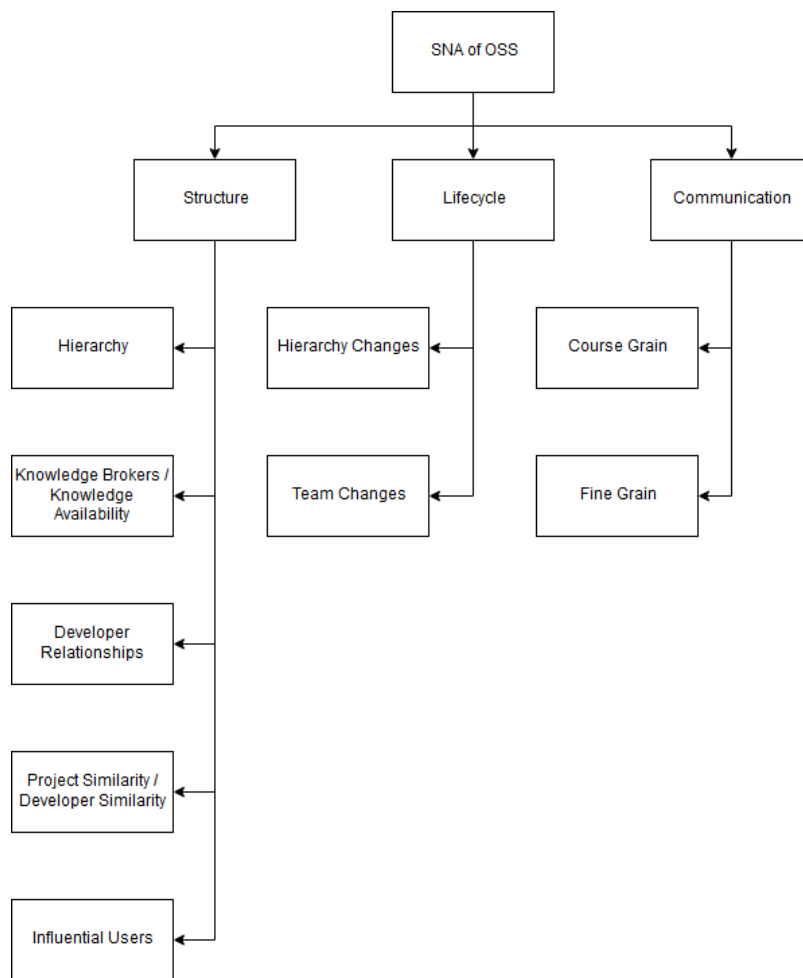 SNA of OSS
Structure
Lifecycle
Communication
Hierarchy
Hierarchy Changes
Course Grain
Knowledge Brokers /
Knowledge
Availability
Team Changes
Fine Grain
Developer
Relationships
Project Similarity /
Developer Similarity
Influential Users